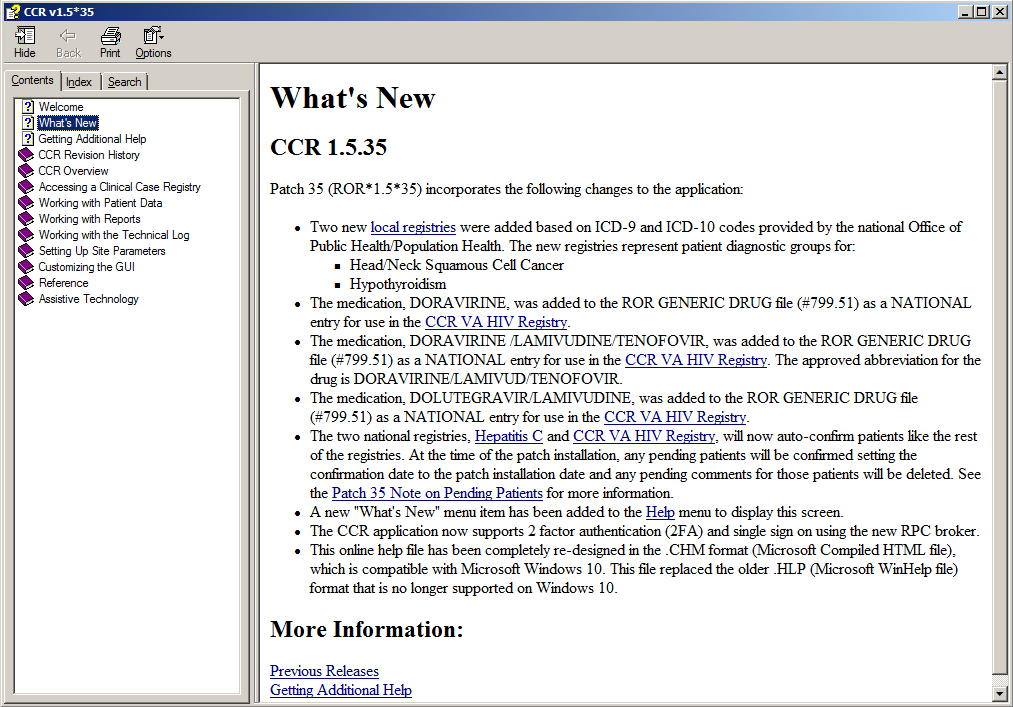 CCR v1.5*35
Hide Back Print Options
Contents Index Search
Welcome
What's New
Getting Additional Help
CCR Revision History
CCR Overview
Accessing a Clinical Case Registry
Working with Patient Data
Working with Reports
Working with the Technical Log
Setting Up Site Parameters
Customizing the GUI
Reference
Assistive Technology
What's New
CCR 1.5.35
Patch 35 (ROR*1.5*35) incorporates the following changes to the application:
Two new local registries were added based on ICD-9 and ICD-10 codes provided by the national Office of
Public Health/Population Health. The new registries represent patient diagnostic groups for:
Head/Neck Squamous Cell Cancer
Hypothyroidism
The medication, DORAVIRINE, was added to the ROR GENERIC DRUG file (#799.51) as a NATIONAL
entry for use in the CCR VA HIV Registry.
The medication, DORAVIRINE /LAMIVUDINE/TENOFOVIR, was added to the ROR GENERIC DRUG
file (#799.51) as a NATIONAL entry for use in the CCR VA HIV Registry. The approved abbreviation for the
drug is DORAVIRINE/LAMIVUD/TENOFOVIR.
The medication, DOLUTEGRAVIR/LAMIVUDINE, was added to the ROR GENERIC DRUG file
(#799.51) as a NATIONAL entry for use in the CCR VA HIV Registry.
The two national registries, Hepatitis C and CCR VA HIV Registry, will now auto-confirm patients like the rest
of the registries. At the time of the patch installation, any pending patients will be confirmed setting the
confirmation date to the patch installation date and any pending comments for those patients will be deleted. See
the Patch 35 Note on Pending Patients for more information.
A new "What's New" menu item has been added to the Help menu to display this screen.
The CCR application now supports 2 factor authentication (2FA) and single sign on using the new RPC broker.
This online help file has been completely re-designed in the .CHM format (Microsoft Compiled HTML file),
which is compatible with Microsoft Windows 10. This file replaced the older .HLP (Microsoft WinHelp file)
format that is no longer supported on Windows 10.
More Information:
Previous Releases
Getting Additional Help